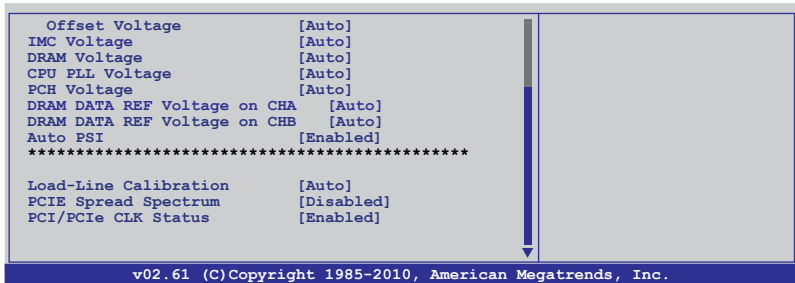 Offset Voltage [Auto]
IMC Voltage [Auto]
DRAM Voltage [Auto]
CPU PLL Voltage [Auto]
PCH Voltage [Auto]
DRAM DATA REF Voltage on CHA [Auto]
DRAM DATA REF Voltage on CHB [Auto]
Auto PSI [Enabled]
**********************************************
Load-Line Calibration [Auto]
PCIE Spread Spectrum [Disabled]
PCI/PCIe CLK Status [Enabled]
v02.61 (C)Copyright 1985-2010, American Megatrends, Inc.